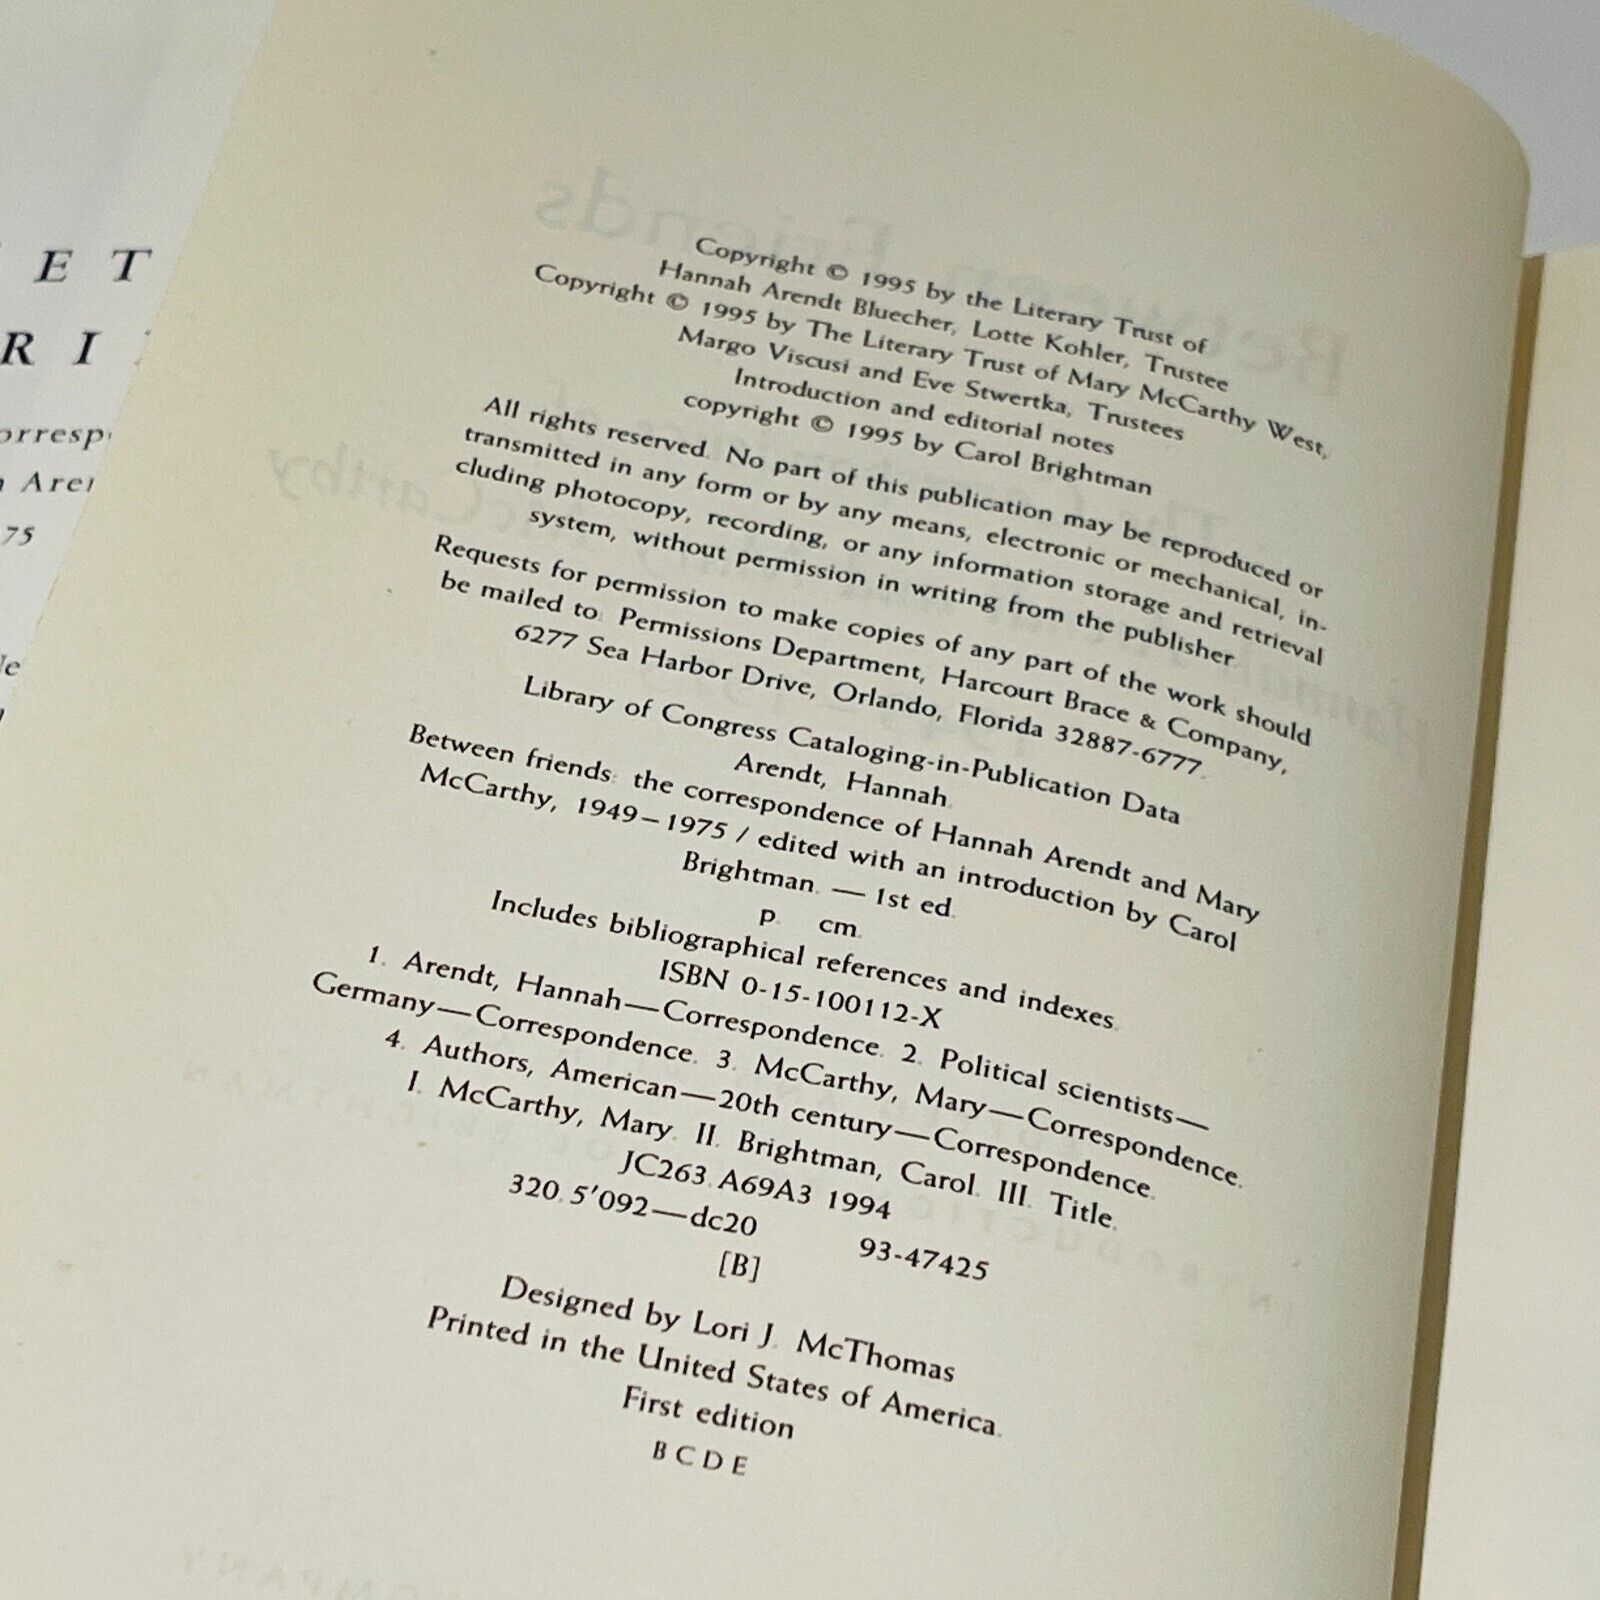 E T
R I
orresp
Are
75
Copyright © 1995 by the Literary Trust of
Hannah Arendt Bluecher, Lotte Kohler, Trustee
Copyright © 1995 by The Literary Trust of Mary McCarthy West,
Margo Viscusi and Eve Stwertka, Trustees
Introduction and editorial notes
copyright © 1995 by Carol Brightman
All rights reserved. No part of this publication may be reproduced or
transmitted in any form or by any means, electronic or mechanical, in-
cluding photocopy, recording, or any information storage and retrieval
system, without permission in writing from the publisher.
Requests for permission to make copies of any part of the work should
be mailed to: Permissions Department, Harcourt Brace & Company,
6277 Sea Harbor Drive, Orlando, Florida 32887-6777.
Library of Congress Cataloging-in-Publication Data
Arendt, Hannah.
Between friends: the correspondence of Hannah Arendt and Mary
McCarthy, 1949–1975 / edited with an introduction by Carol
Brightman. — 1st ed.
p. cm.
Includes bibliographical references and indexes.
ISBN 0-15-100112-X
1. Arendt, Hannah—Correspondence. 2. Political scientists—
Germany—Correspondence. 3. McCarthy, Mary—Correspondence.
4. Authors, American—20th century—Correspondence.
I. McCarthy, Mary. II. Brightman, Carol. III. Title.
JC263.A69A3 1994
320.5'092—dc20 93-47425
[B]
Designed by Lori J. McThomas
Printed in the United States of America.
First edition
B C D E